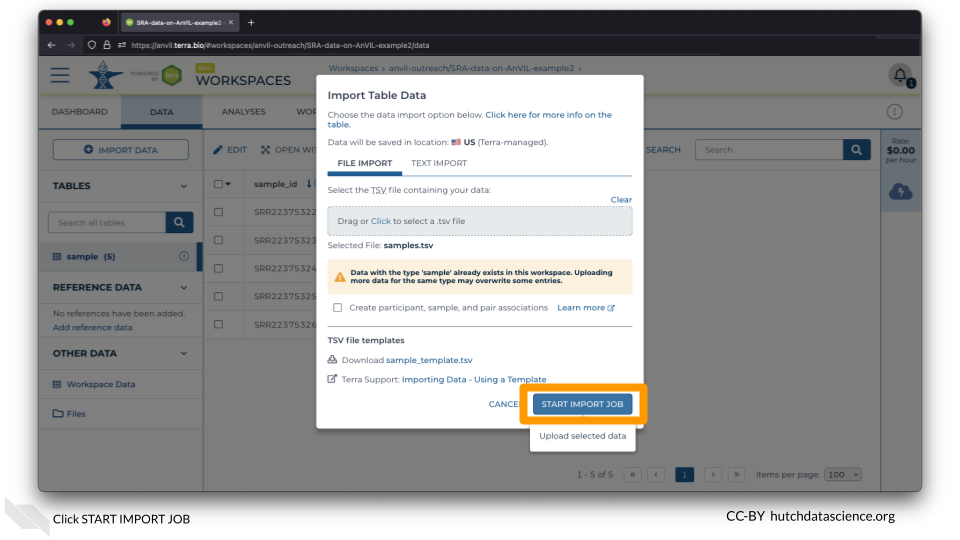 SRA-data-on-AnVIL-example2 - ×
+
https://anvil.terra.bio/#workspaces/anvil-outreach/SRA-data-on-AnVIL-example2/data
POWERED BY
Terra
BETA
WORKSPACES
Workspaces › anvil-outreach/SRA-data-on-AnVIL-example2 ›
1
DASHBOARD
DATA
ANALYSES
WOR
IMPORT DATA
EDIT
OPEN WIT
SEARCH
Search
Rate:
$0.00
per hour
TABLES
Search all tables
sample (5)
REFERENCE DATA
No references have been added.
Add reference data
OTHER DATA
Workspace Data
Files
sample_id
SRR22375322
SRR22375323
SRR22375324
SRR22375325
SRR22375326
Import Table Data
Choose the data import option below. Click here for more info on the
table.
Data will be saved in location: US (Terra-managed).
FILE IMPORT
TEXT IMPORT
Select the TSV file containing your data:
Clear
Drag or Click to select a .tsv file
Selected File: samples.tsv
Data with the type 'sample' already exists in this workspace. Uploading
more data for the same type may overwrite some entries.
Create participant, sample, and pair associations
Learn more
TSV file templates
Download sample_template.tsv
Terra Support: Importing Data - Using a Template
CANCE
START IMPORT JOB
Upload selected data
1 - 5 of 5
« ‹ 1 › »
Items per page: 100
Click START IMPORT JOB
CC-BY hutchdatascience.org